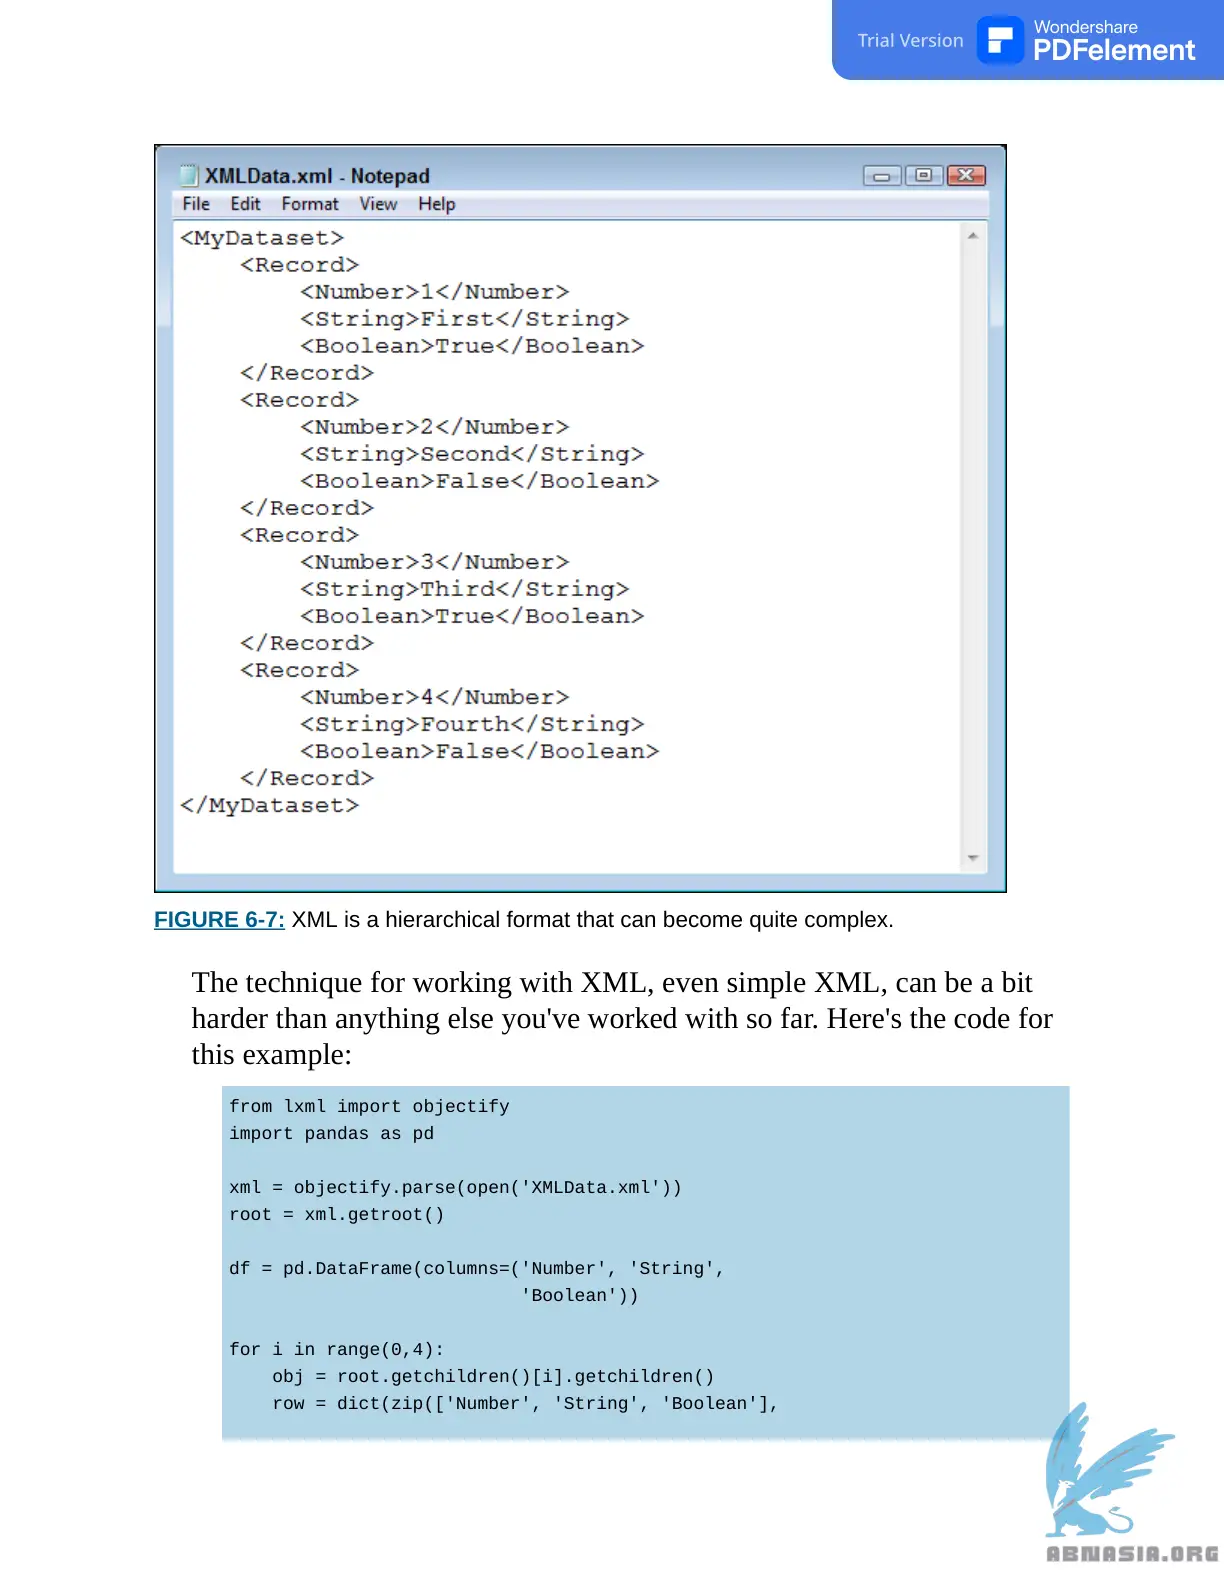 Trial Version
Wondershare
PDFelement
XMLData.xml - Notepad
File Edit Format View Help
<MyDataset>
    <Record>
        <Number>1</Number>
        <String>First</String>
        <Boolean>True</Boolean>
    </Record>
    <Record>
        <Number>2</Number>
        <String>Second</String>
        <Boolean>False</Boolean>
    </Record>
    <Record>
        <Number>3</Number>
        <String>Third</String>
        <Boolean>True</Boolean>
    </Record>
    <Record>
        <Number>4</Number>
        <String>Fourth</String>
        <Boolean>False</Boolean>
    </Record>
</MyDataset>
FIGURE 6-7: XML is a hierarchical format that can become quite complex.
The technique for working with XML, even simple XML, can be a bit
harder than anything else you've worked with so far. Here's the code for
this example:
from lxml import objectify
import pandas as pd
xml = objectify.parse(open('XMLData.xml'))
root = xml.getroot()
df = pd.DataFrame(columns=('Number', 'String',
                           'Boolean'))
for i in range(0,4):
    obj = root.getchildren()[i].getchildren()
    row = dict(zip(['Number', 'String', 'Boolean'],
ABNASIA.ORG